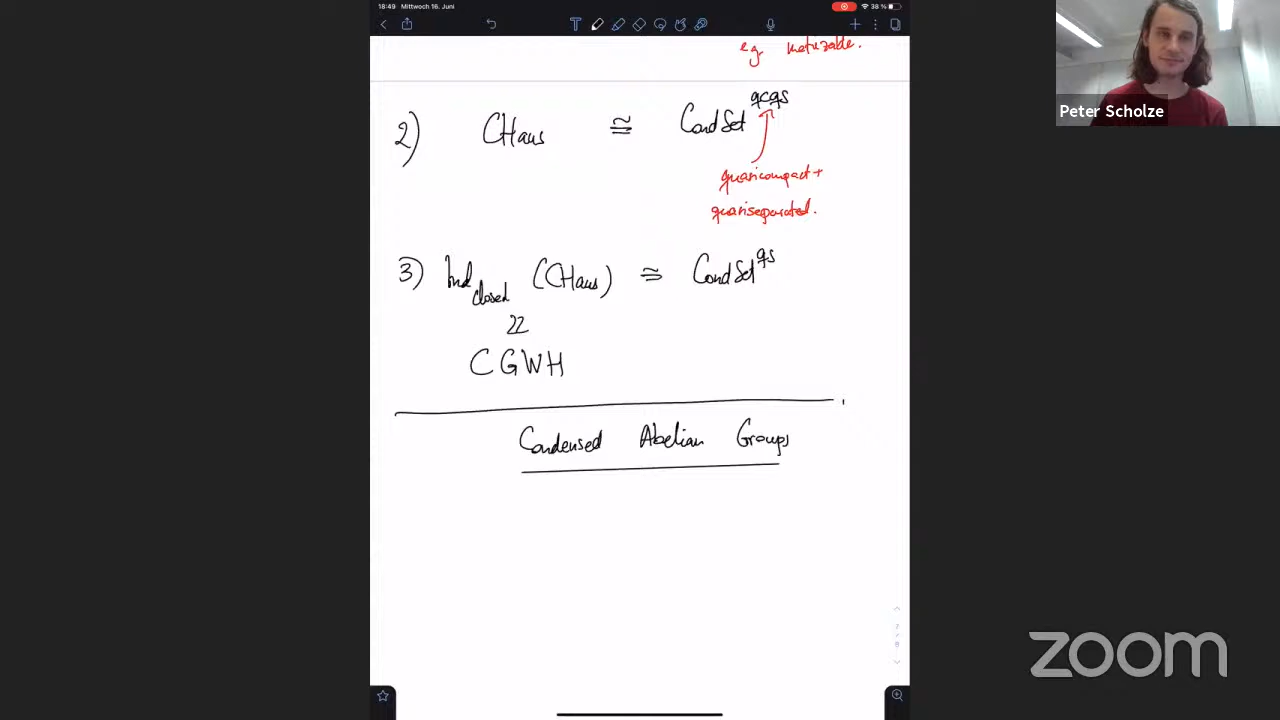 18:49 Mittwoch 16. Juni
38 %
e.g. metrizable.
2) CHaus ≅ CondSet^qcqs
quasicompact +
quasiseparated.
3) Ind_closed (CHaus) ≅ CondSet^qs
CGWH
Condensed Abelian Groups
Peter Scholze
zoom